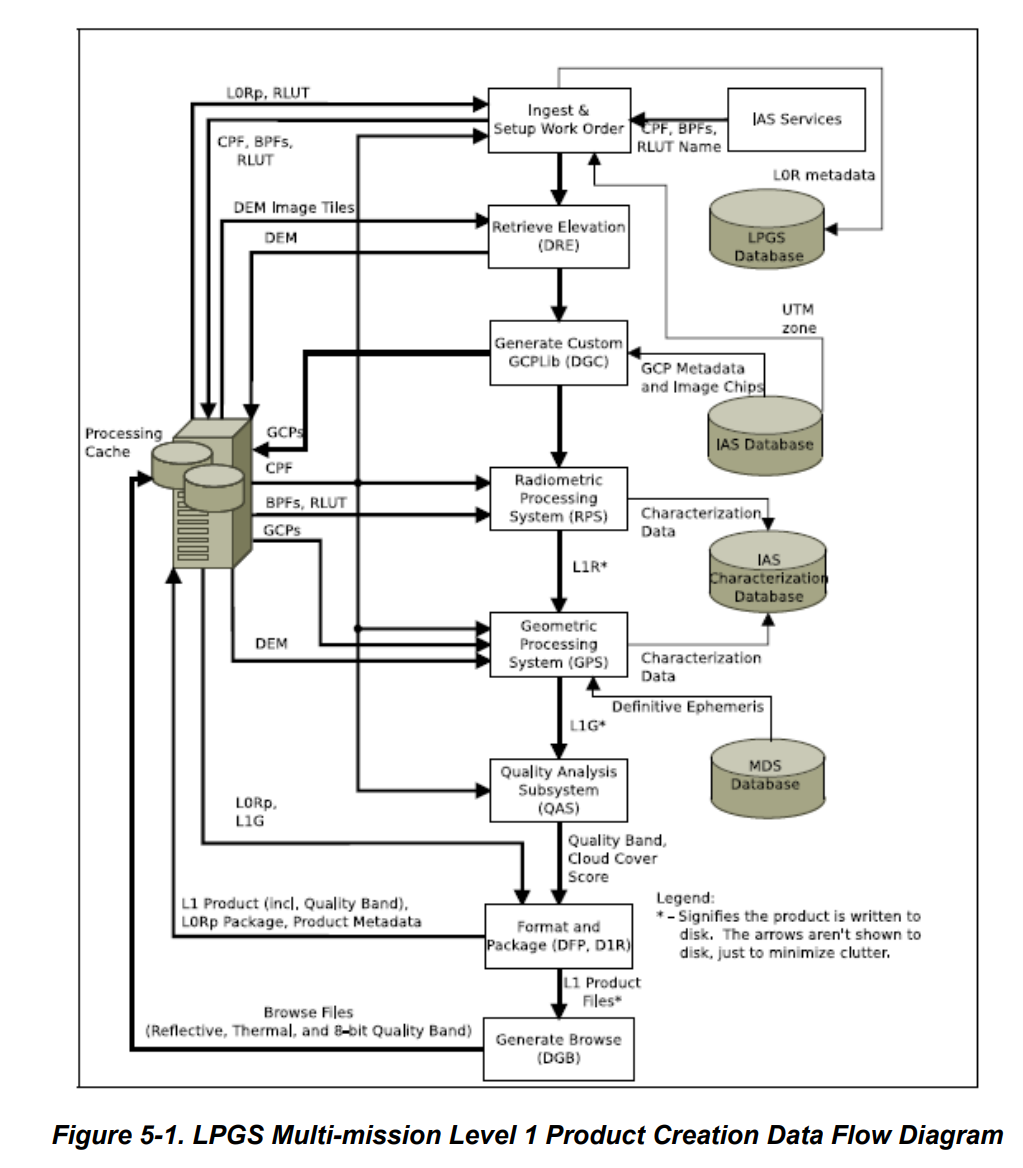 L0Rp, RLUT
Ingest &
Setup Work Order
IAS Services
CPF, BPFs,
RLUT Name
CPF, BPFs,
RLUT
L0R metadata
DEM Image Tiles
DEM
Retrieve Elevation
(DRE)
LPGS
Database
UTM
zone
Generate Custom
GCPLib (DGC)
GCP Metadata
and Image Chips
IAS Database
Processing
Cache
GCPs
CPF
BPFs, RLUT
GCPs
Radiometric
Processing
System (RPS)
Characterization
Data
IAS
Characterization
Database
L1R*
DEM
Geometric
Processing
System (GPS)
Characterization
Data
Definitive Ephemeris
L1G*
MDS
Database
Quality Analysis
Subsystem
(QAS)
L0Rp,
L1G
Quality Band,
Cloud Cover
Score
L1 Product (incl, Quality Band),
L0Rp Package, Product Metadata
Format and
Package (DFP, D1R)
Legend:
* – Signifies the product is written to
disk. The arrows aren't shown to
disk, just to minimize clutter.
L1 Product
Files*
Browse Files
(Reflective, Thermal, and 8-bit Quality Band)
Generate Browse
(DGB)
Figure 5-1. LPGS Multi-mission Level 1 Product Creation Data Flow Diagram